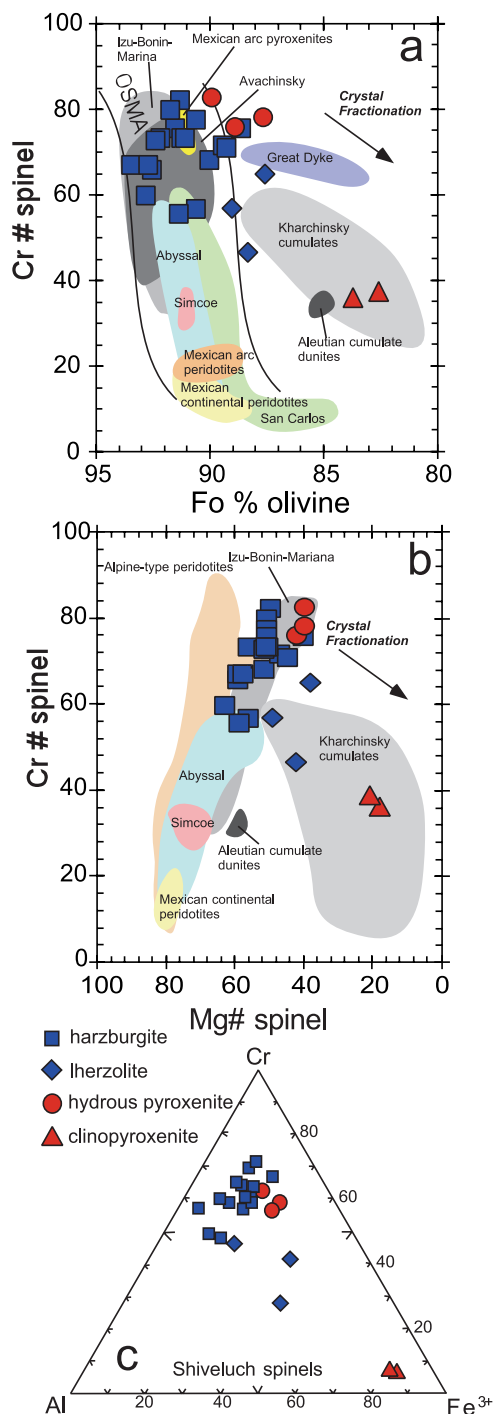 a
Izu-Bonin-
Marina
Mexican arc pyroxenites
Avachinsky
OSMA
Crystal
Fractionation
Great Dyke
Kharchinsky
cumulates
Abyssal
Simcoe
Aleutian cumulate
dunites
Mexican arc
peridotites
Mexican
continental peridotites
San Carlos
Cr # spinel
100
80
60
40
20
0
95
90
85
80
Fo % olivine
b
Izu-Bonin-Mariana
Alpine-type peridotites
Crystal
Fractionation
Kharchinsky
cumulates
Abyssal
Simcoe
Aleutian cumulate
dunites
Mexican continental
peridotites
Cr # spinel
100
80
60
40
20
0
100
80
60
40
20
0
Mg# spinel
harzburgite
lherzolite
hydrous pyroxenite
clinopyroxenite
Cr
80
60
40
20
c
Shiveluch spinels
Al
20
40
60
80
Fe³⁺